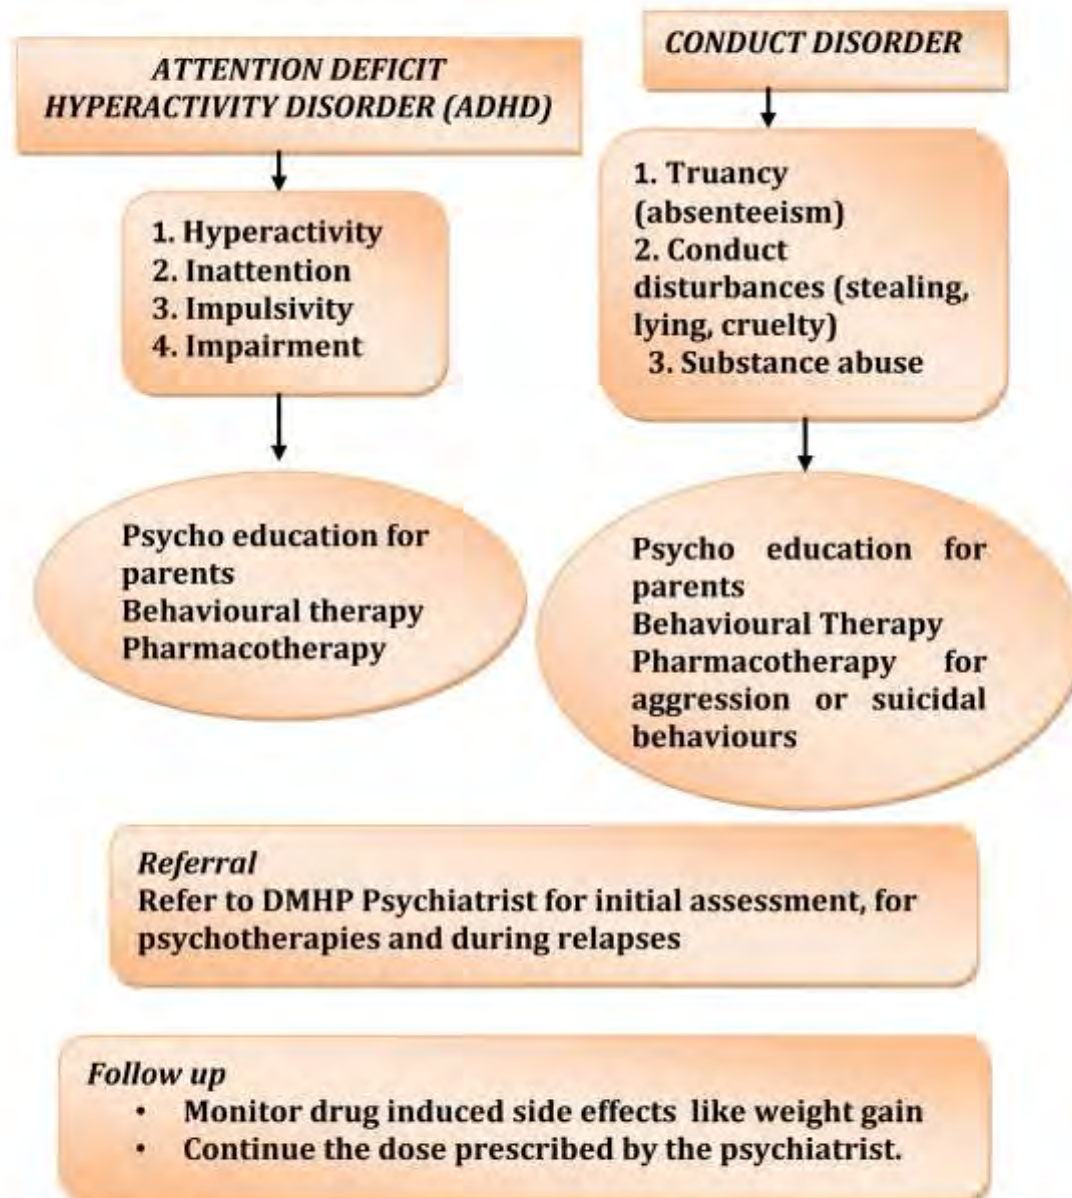 ATTENTION DEFICIT
HYPERACTIVITY DISORDER (ADHD)
1. Hyperactivity
2. Inattention
3. Impulsivity
4. Impairment
Psycho education for
parents
Behavioural therapy
Pharmacotherapy
CONDUCT DISORDER
1. Truancy
(absenteeism)
2. Conduct
disturbances (stealing,
lying, cruelty)
3. Substance abuse
Psycho education for
parents
Behavioural Therapy
Pharmacotherapy for
aggression or suicidal
behaviours
Referral
Refer to DMHP Psychiatrist for initial assessment, for
psychotherapies and during relapses
Follow up
• Monitor drug induced side effects like weight gain
• Continue the dose prescribed by the psychiatrist.